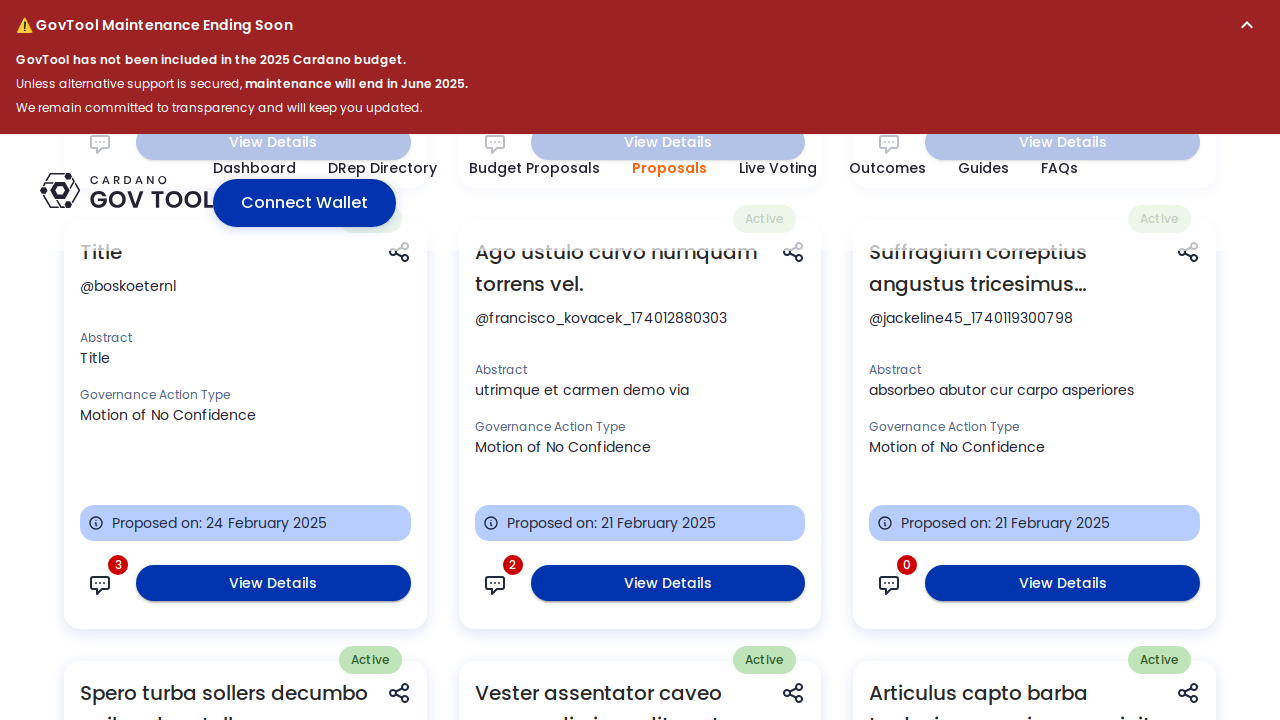 ⚠️ GovTool Maintenance Ending Soon
GovTool has not been included in the 2025 Cardano budget.
Unless alternative support is secured, maintenance will end in June 2025.
We remain committed to transparency and will keep you updated.
View Details View Details View Details
Dashboard DRep Directory Budget Proposals Proposals Live Voting Outcomes Guides FAQs
CARDANO
GOV TOOL
Connect Wallet
Active Active
Title
@boskoeternl
Abstract
Title
Governance Action Type
Motion of No Confidence
Proposed on: 24 February 2025
3
View Details
Ago ustulo curvo numquam
torrens vel.
@francisco_kovacek_174012880303
Abstract
utrimque et carmen demo via
Governance Action Type
Motion of No Confidence
Proposed on: 21 February 2025
2
View Details
Suffragium correptius
angustus tricesimus...
@jackeline45_1740119300798
Abstract
absorbeo abutor cur carpo asperiores
Governance Action Type
Motion of No Confidence
Proposed on: 21 February 2025
0
View Details
Active
Spero turba sollers decumbo
Active
Vester assentator caveo
Active
Articulus capto barba